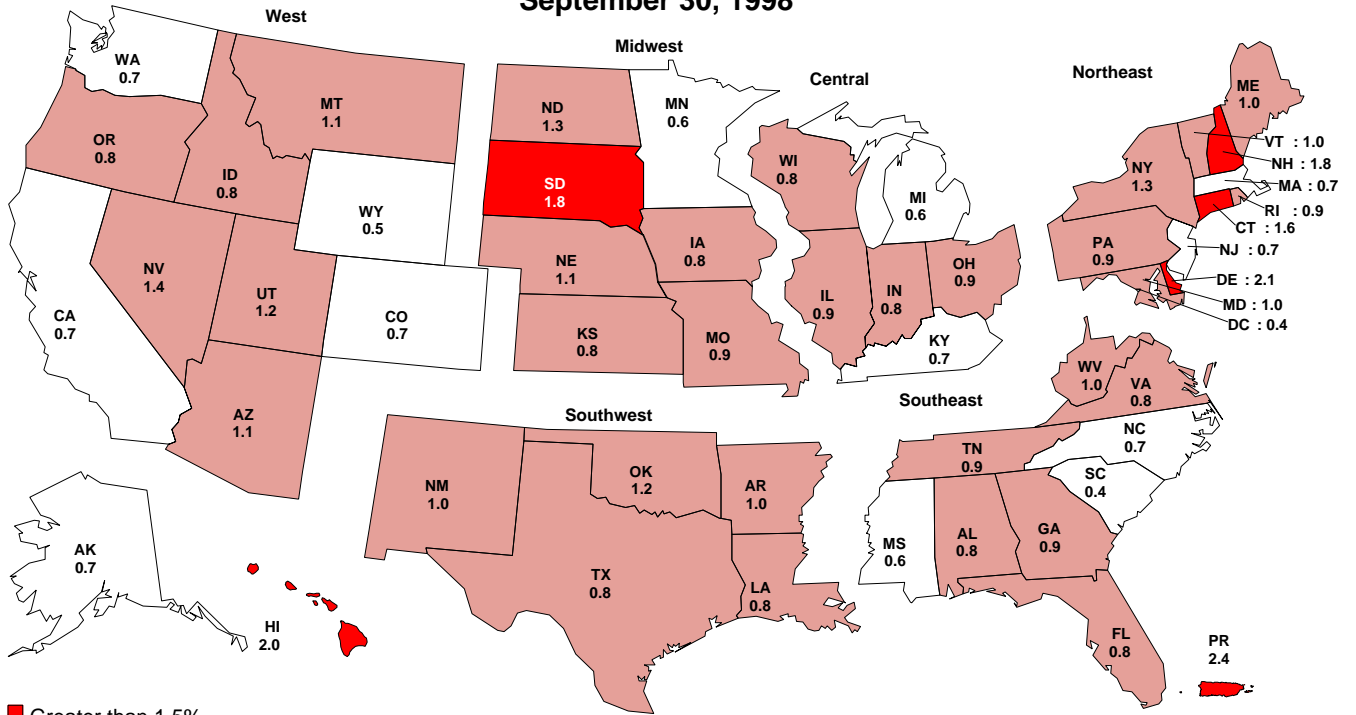 September 30, 1998
West
Midwest
Central
Northeast
WA
0.7
OR
0.8
MT
1.1
ID
0.8
WY
0.5
NV
1.4
UT
1.2
CA
0.7
CO
0.7
AZ
1.1
AK
0.7
HI
2.0
ND
1.3
MN
0.6
SD
1.8
NE
1.1
IA
0.8
KS
0.8
MO
0.9
WI
0.8
MI
0.6
IL
0.9
IN
0.8
OH
0.9
KY
0.7
ME
1.0
VT : 1.0
NH : 1.8
MA : 0.7
RI : 0.9
CT : 1.6
NJ : 0.7
DE : 2.1
MD : 1.0
DC : 0.4
NY
1.3
PA
0.9
Southwest
NM
1.0
OK
1.2
AR
1.0
TX
0.8
LA
0.8
Southeast
WV
1.0
VA
0.8
NC
0.7
TN
0.9
SC
0.4
MS
0.6
AL
0.8
GA
0.9
FL
0.8
PR
2.4
Greater than 1.5%